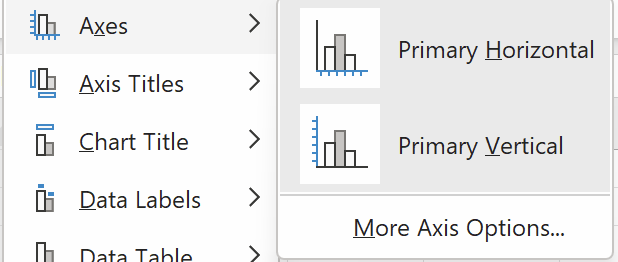 Axes
Axis Titles
Chart Title
Data Labels
Data Table
Primary Horizontal
Primary Vertical
More Axis Options...